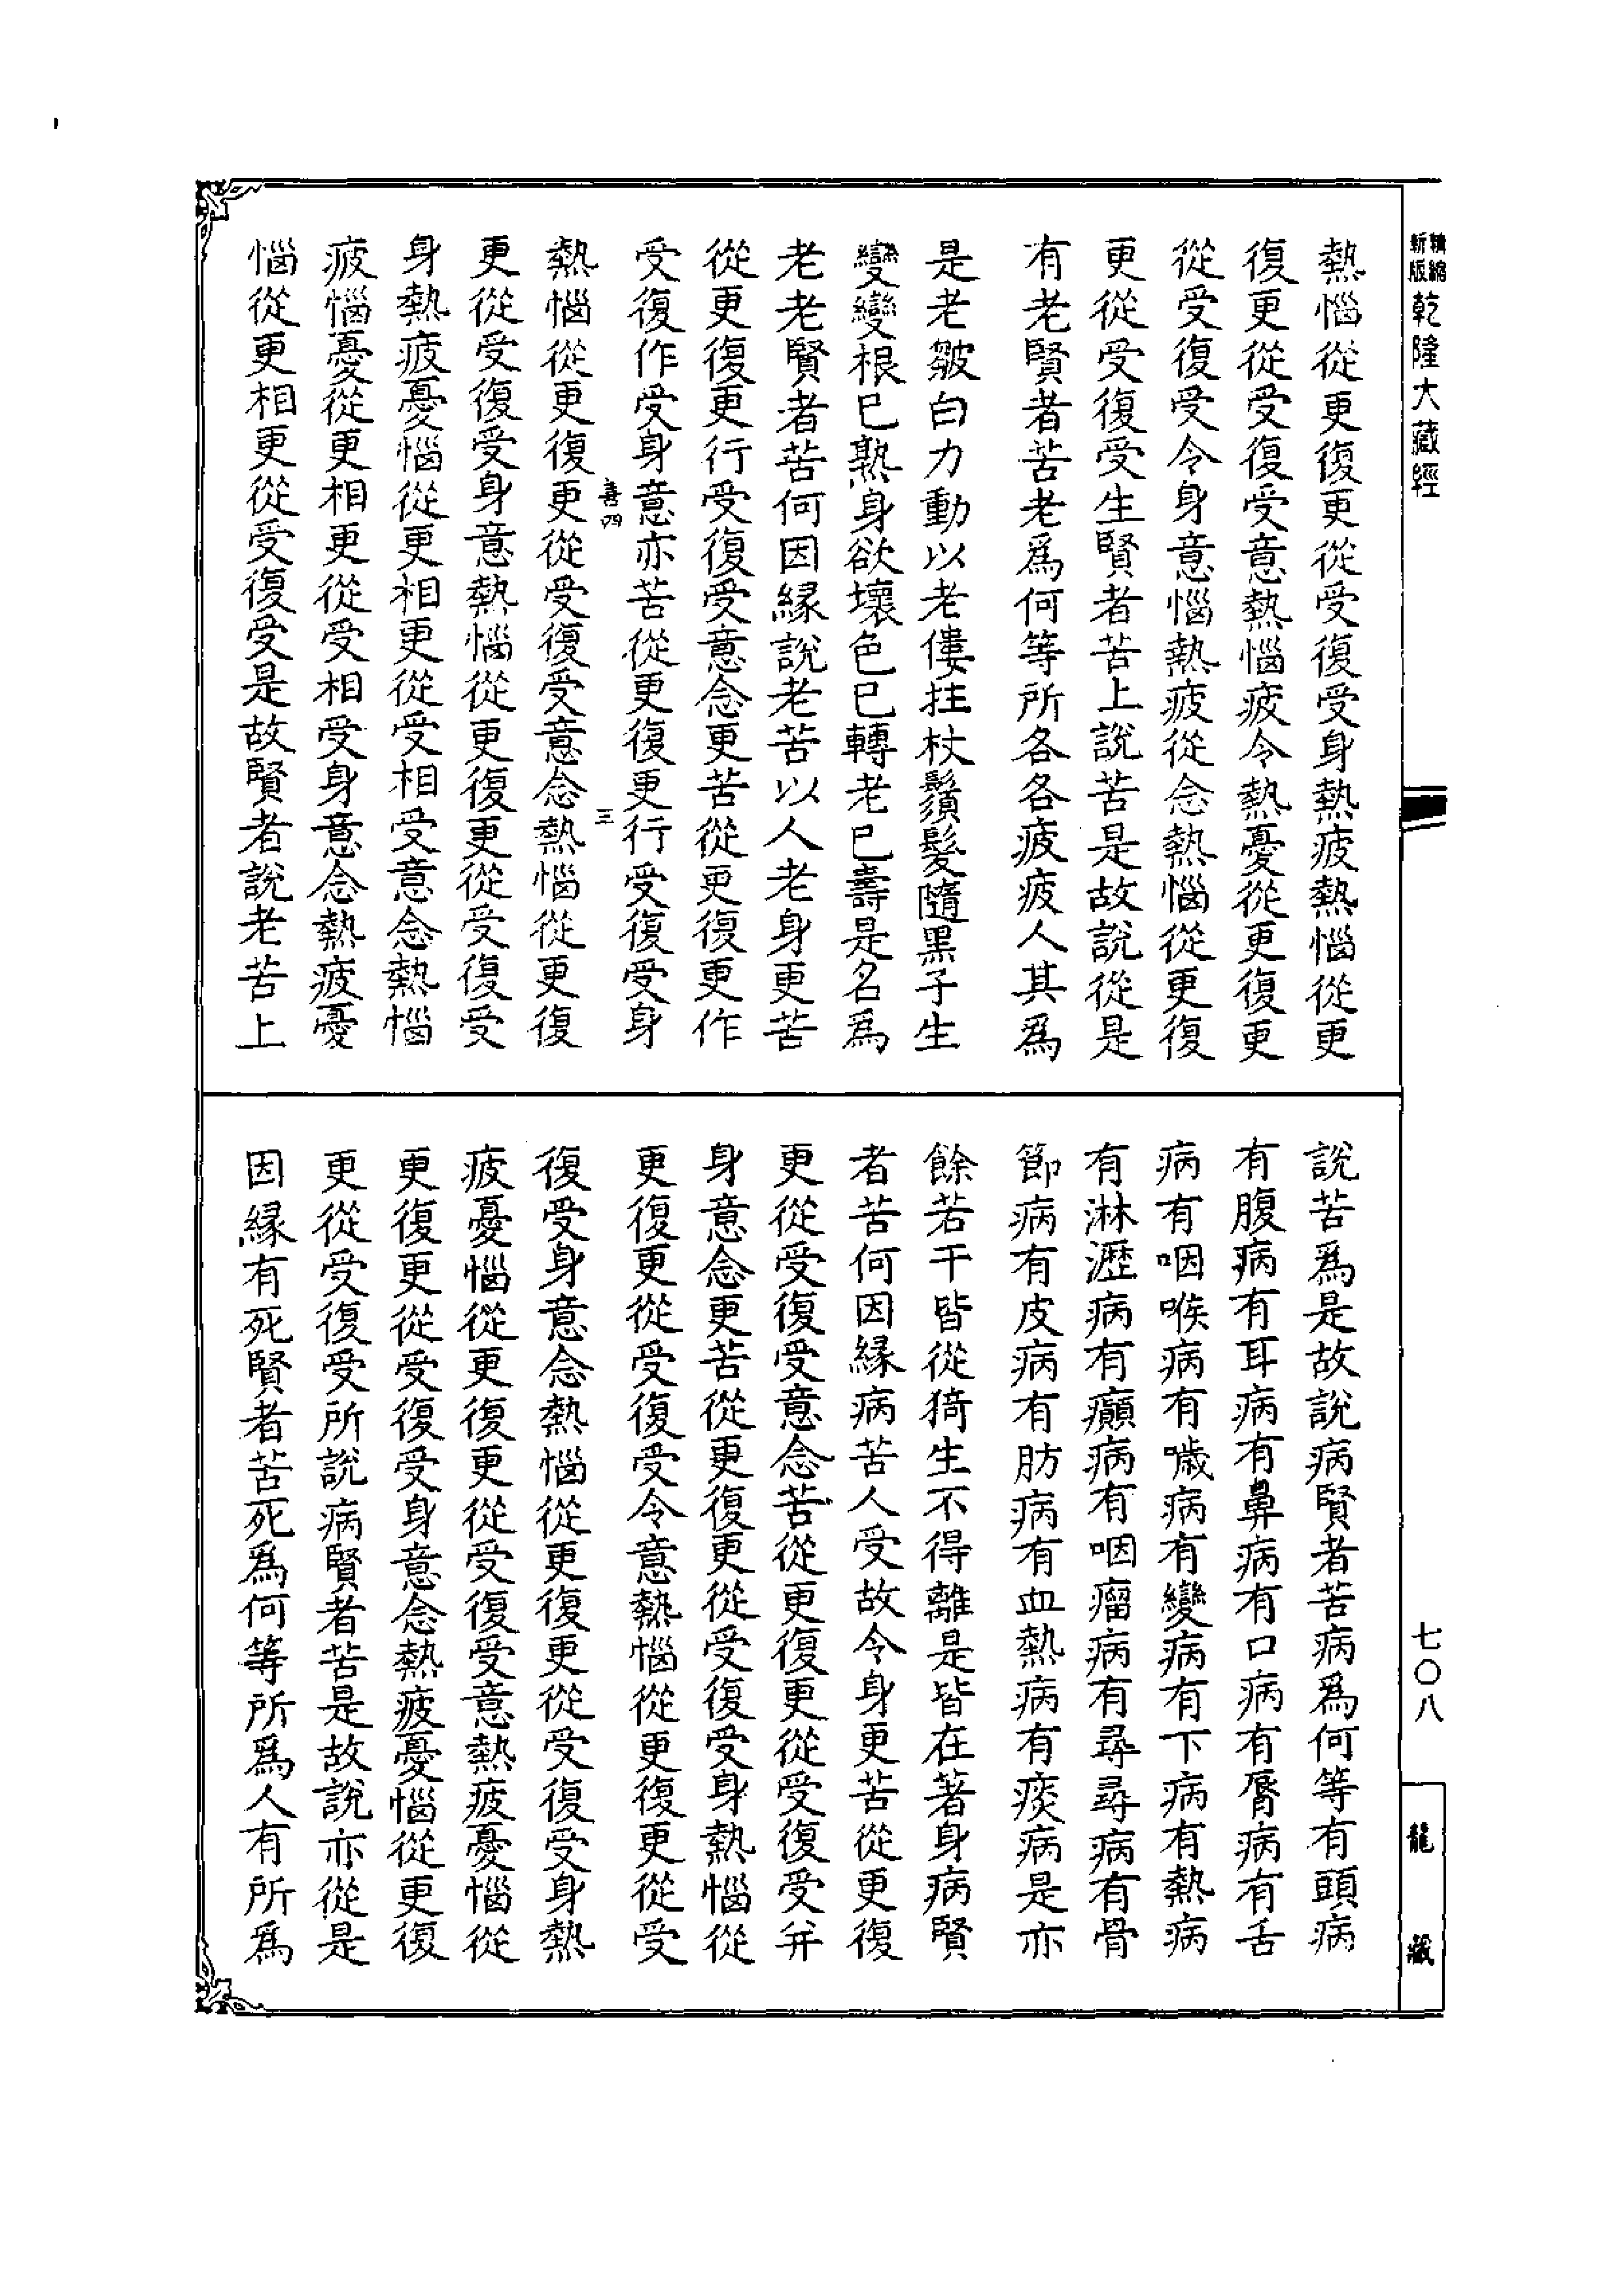 新版 精縮 乾隆大藏經
熱惱從更復更從受復受身熱疲熱惱從更
復更從受復受意熱惱疲令熱憂從更復更
從受復受令身意惱熱疲從念熱惱從更復
更從受復受生賢者苦上說苦是故說從是
有老賢者苦老爲何等所各各疲疲人其爲
是老皺白力動以老僂拄杖鬚髮隨黑子生
變變根已熟身欲壞色已轉老已壽是名爲
老老賢者苦何因緣說老苦以人老身更苦
從更復更行受復受意念更苦從更復更作
受復作受身意亦苦從更復更行受復受身
善四 三
熱惱從更復更從受復受意念熱惱從更復
更從受復受身意熱惱從更復更從受復受
身熱疲憂惱從更相更從受相受意念熱惱
疲惱憂從更相更從受相受身意念熱疲憂
惱從更相更從受復受是故賢者說老苦上
說苦爲是故說病賢者苦病爲何等有頭病
有腹病有耳病有鼻病有口病有脣病有舌
病有咽喉病有噦病有變病有下病有熱病
有淋瀝病有癲病有咽瘤病有尋尋病有骨
節病有皮病有肪病有血熱病有痰病是亦
餘若干皆從猗生不得離是皆在著身病賢
者苦何因緣病苦人受故令身更苦從更復
更從受復受意念苦從更復更從受復受并
身意念更苦從更復更從受復受身熱惱從
更復更從受復受令意熱惱從更復更從受
復受身意念熱惱從更復更從受復受身熱
疲憂惱從更復更從受復受意熱疲憂惱從
更復更從受復受身意念熱疲憂惱從更復
更從受復受所說病賢者苦是故說亦從是
因緣有死賢者苦死爲何等所爲人有所爲
七〇八
龍藏